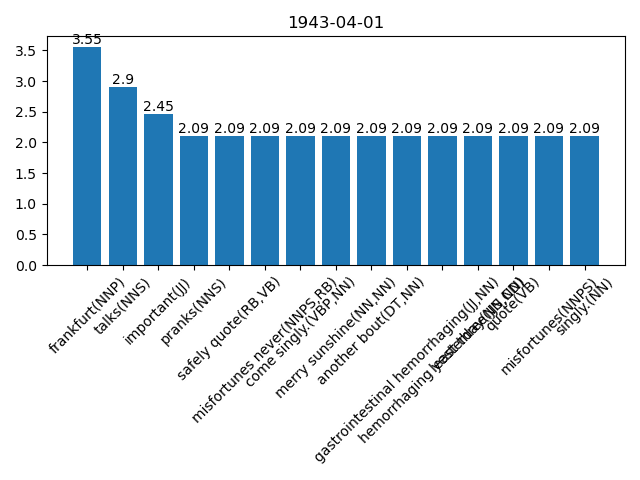 1943-04-01
3.55
2.9
2.45
2.09
2.09
2.09
2.09
2.09
2.09
2.09
2.09
2.09
2.09
2.09
2.09
3.5
3.0
2.5
2.0
1.5
1.0
0.5
0.0
frankfurt(NNP)
talks(NNS)
important(JJ)
pranks(NNS)
safely quote(RB,VB)
misfortunes never(NNPS,RB)
come singly.(VBP,NN)
merry sunshine(NN,NN)
another bout(DT,NN)
gastrointestinal hemorrhaging(JJ,NN)
hemorrhaging yesterday(NN,NN)
quote(VB)
misfortunes(NNPS)
singly.(NN)